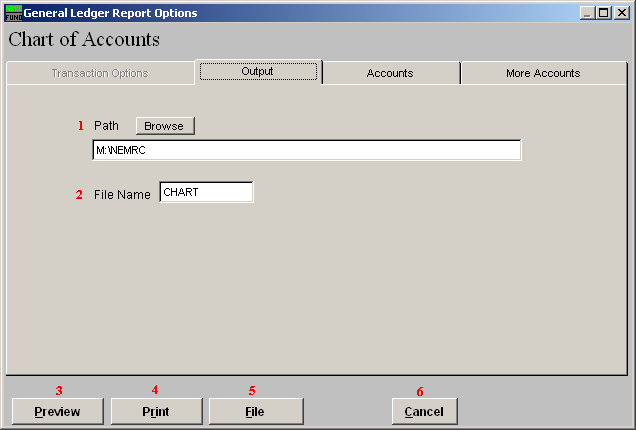 FUND General Ledger Report Options
Chart of Accounts
Transaction Options Output Accounts More Accounts
1 Path Browse
M:\NEMRC
2 File Name CHART
3 4 5 6
Preview Print File Cancel